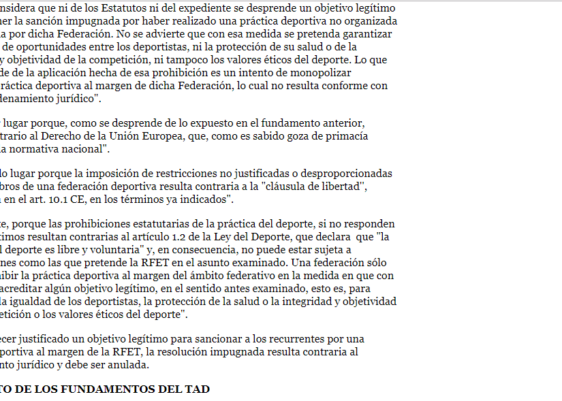 nsidera que ni de los Estatutos ni del expediente se desprende un objetivo legítimo
er la sanción impugnada por haber realizado una práctica deportiva no organizada
a por dicha Federación. No se advierte que con esa medida se pretenda garantizar
de oportunidades entre los deportistas, ni la protección de su salud o de la
y objetividad de la competición, ni tampoco los valores éticos del deporte. Lo que
de de la aplicación hecha de esa prohibición es un intento de monopolizar
ráctica deportiva al margen de dicha Federación, lo cual no resulta conforme con
denamiento jurídico".
lugar porque, como se desprende de lo expuesto en el fundamento anterior,
trario al Derecho de la Unión Europea, que, como es sabido goza de primacía
a normativa nacional".
lo lugar porque la imposición de restricciones no justificadas o desproporcionadas
bros de una federación deportiva resulta contraria a la "cláusula de libertad",
en el art. 10.1 CE, en los términos ya indicados".
e, porque las prohibiciones estatutarias de la práctica del deporte, si no responden
timos resultan contrarias al artículo 1.2 de la Ley del Deporte, que declara que "la
l deporte es libre y voluntaria" y, en consecuencia, no puede estar sujeta a
nes como las que pretende la RFET en el asunto examinado. Una federación sólo
ibir la práctica deportiva al margen del ámbito federativo en la medida en que con
acreditar algún objetivo legítimo, en el sentido antes examinado, esto es, para
la igualdad de los deportistas, la protección de la salud o la integridad y objetividad
etición o los valores éticos del deporte".
cer justificado un objetivo legítimo para sancionar a los recurrentes por una
portiva al margen de la RFET, la resolución impugnada resulta contraria al
nto jurídico y debe ser anulada.
TO DE LOS FUNDAMENTOS DEL TAD